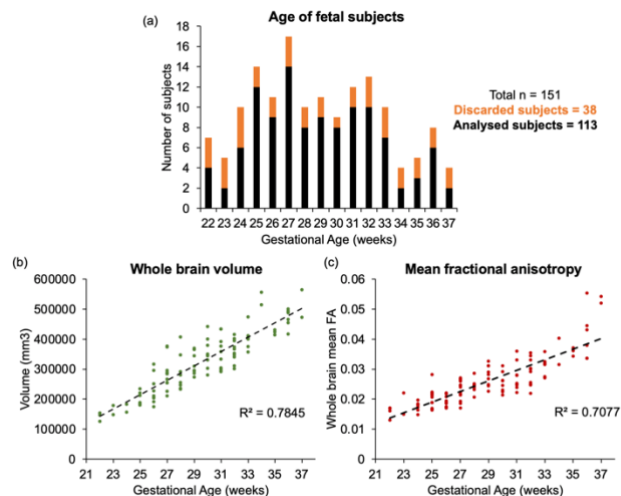 Age of fetal subjects
(a)
18
16
14
12
10
8
6
4
2
0
Number of subjects
22 23 24 25 26 27 28 29 30 31 32 33 34 35 36 37
Gestational Age (weeks)
Total n = 151
Discarded subjects = 38
Analysed subjects = 113
(b)
Whole brain volume
600000
500000
400000
300000
200000
100000
0
Volume (mm3)
R² = 0.7845
21 23 25 27 29 31 33 35 37
Gestational Age (weeks)
(c)
Mean fractional anisotropy
0.06
0.05
0.04
0.03
0.02
0.01
0
Whole brain mean FA
R² = 0.7077
21 23 25 27 29 31 33 35 37
Gestational Age (weeks)